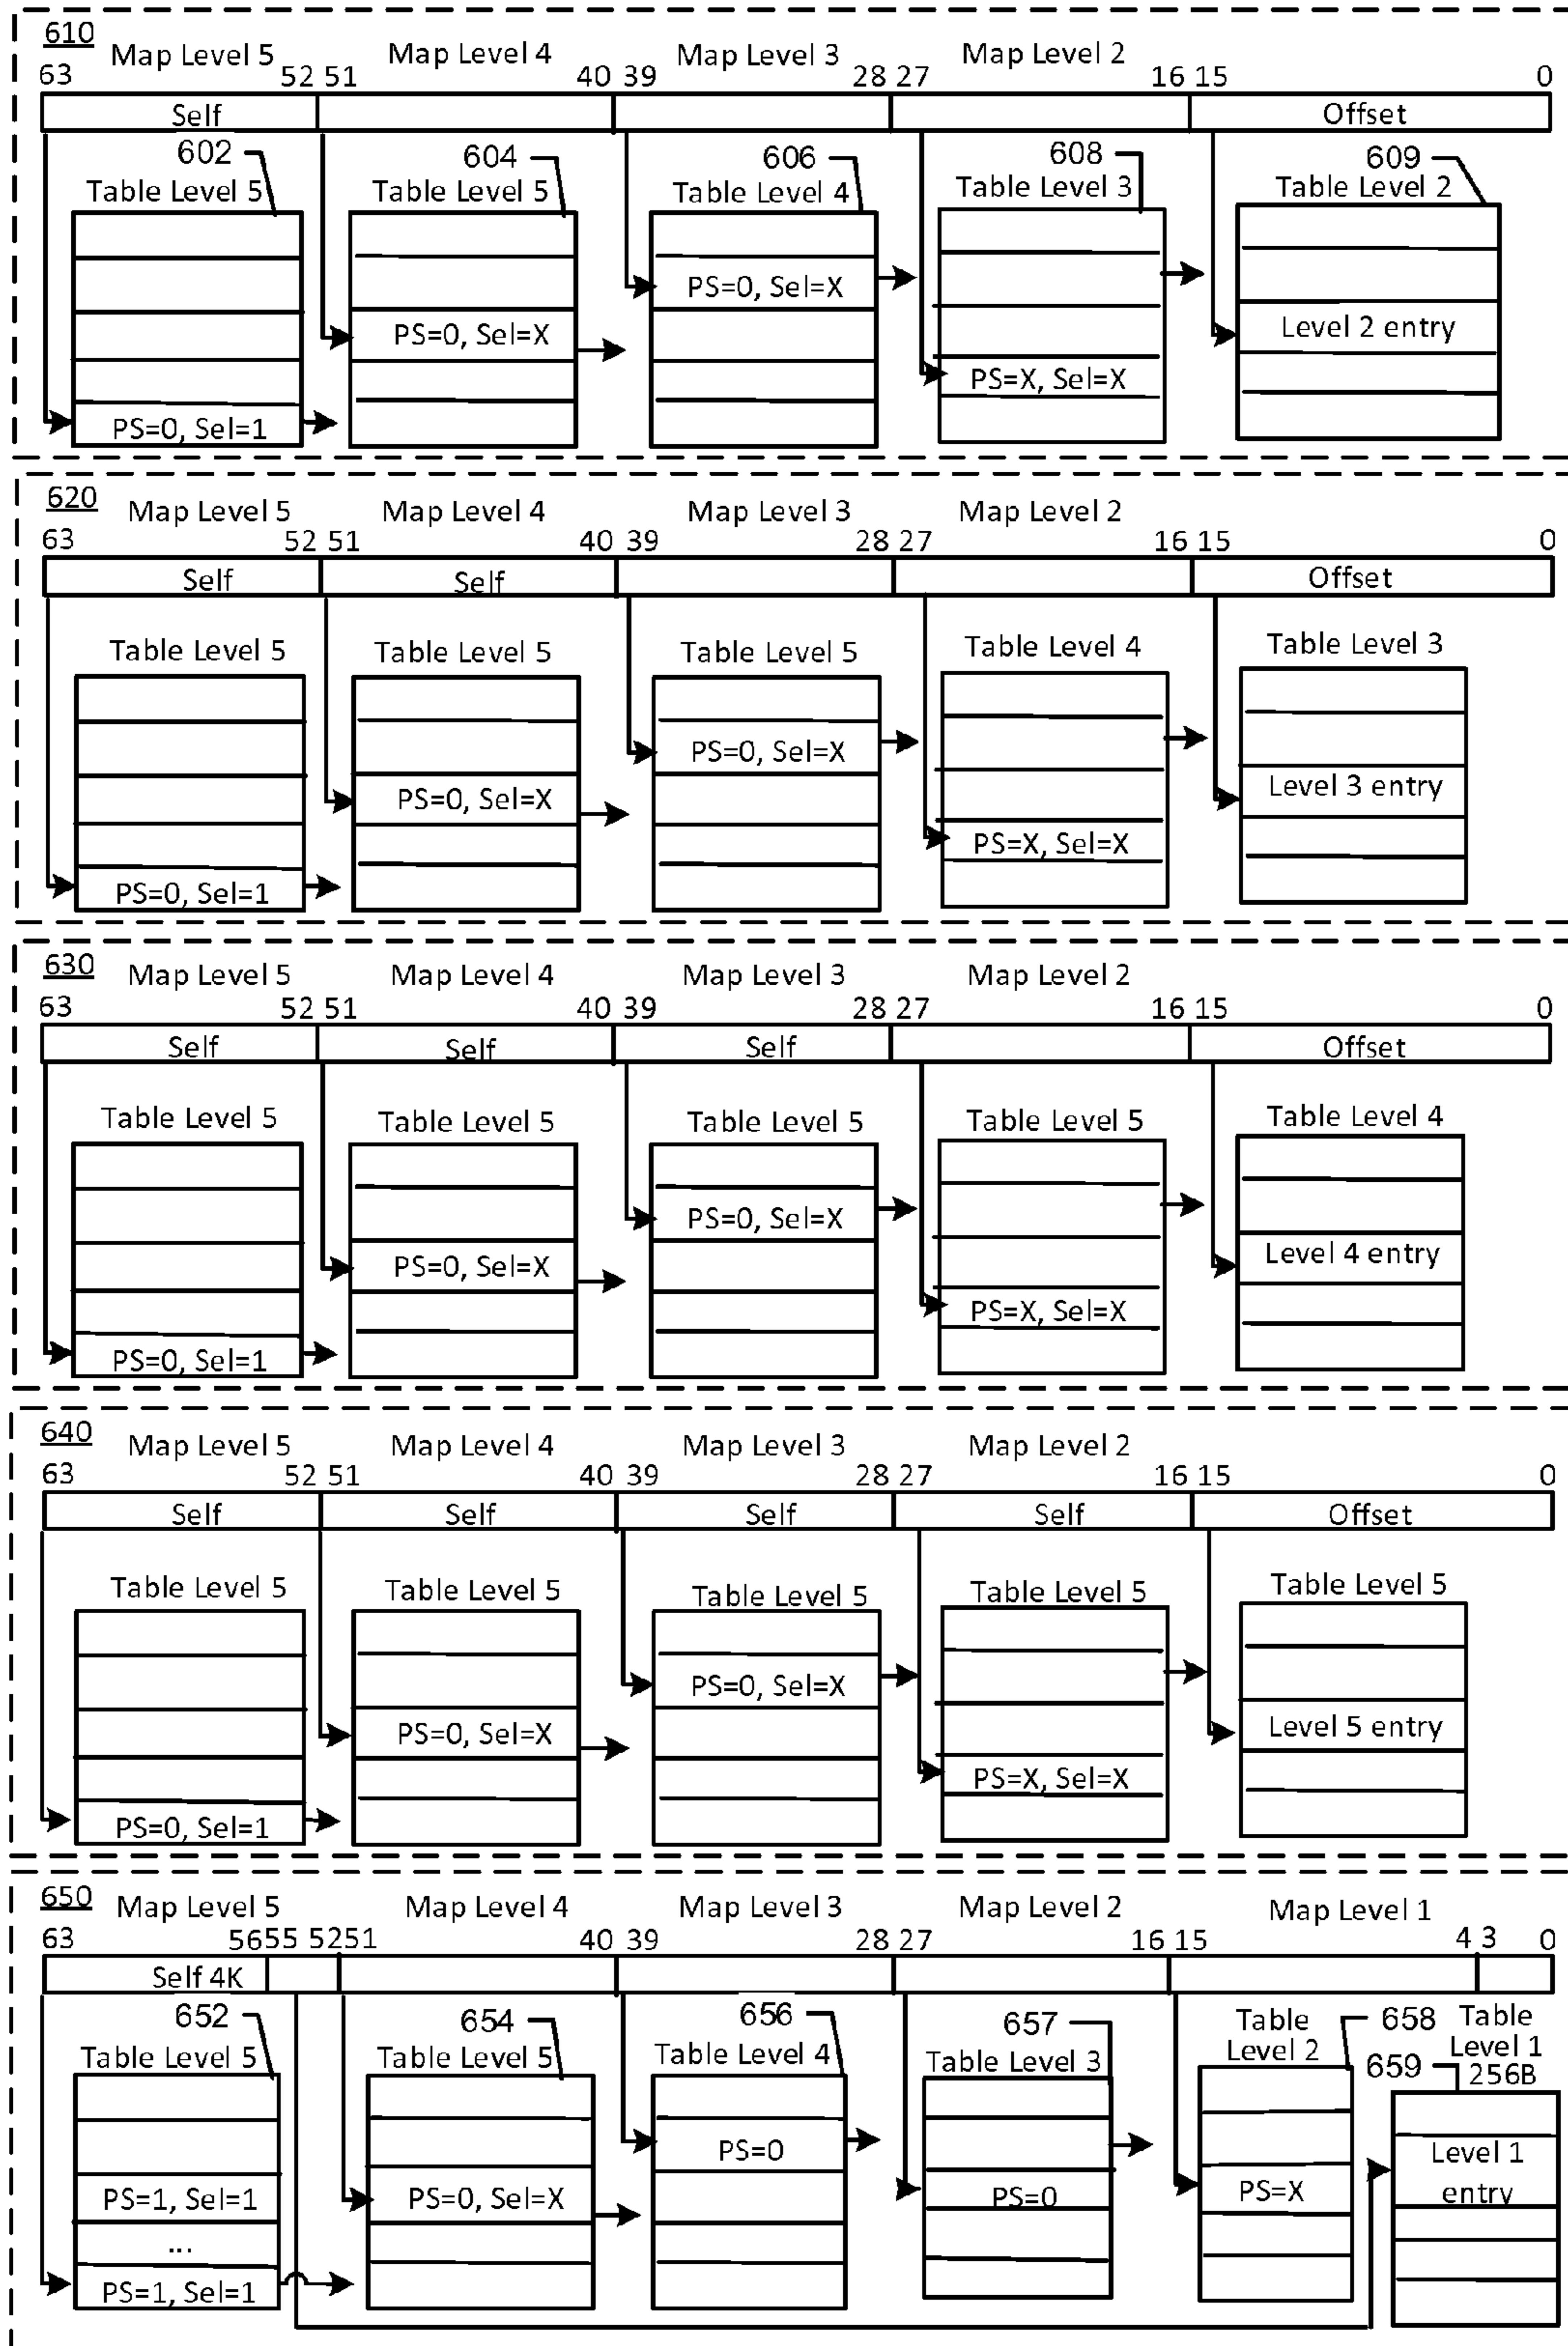 610
Map Level 5 Map Level 4 Map Level 3 Map Level 2
63 52 51 40 39 28 27 16 15 0
Self Offset
602 604 606 608 609
Table Level 5 Table Level 5 Table Level 4 Table Level 3 Table Level 2
PS=0, Sel=X
PS=0, Sel=X Level 2 entry
PS=X, Sel=X
PS=0, Sel=1
620
Map Level 5 Map Level 4 Map Level 3 Map Level 2
63 52 51 40 39 28 27 16 15 0
Self Self Offset
Table Level 5 Table Level 5 Table Level 5 Table Level 4 Table Level 3
PS=0, Sel=X
PS=0, Sel=X Level 3 entry
PS=X, Sel=X
PS=0, Sel=1
630
Map Level 5 Map Level 4 Map Level 3 Map Level 2
63 52 51 40 39 28 27 16 15 0
Self Self Self Offset
Table Level 5 Table Level 5 Table Level 5 Table Level 5 Table Level 4
PS=0, Sel=X
PS=0, Sel=X Level 4 entry
PS=X, Sel=X
PS=0, Sel=1
640
Map Level 5 Map Level 4 Map Level 3 Map Level 2
63 52 51 40 39 28 27 16 15 0
Self Self Self Self Offset
Table Level 5 Table Level 5 Table Level 5 Table Level 5 Table Level 5
PS=0, Sel=X
PS=0, Sel=X Level 5 entry
PS=X, Sel=X
PS=0, Sel=1
650
Map Level 5 Map Level 4 Map Level 3 Map Level 2 Map Level 1
63 5655 5251 40 39 28 27 16 15 4 3 0
Self 4K
652 654 656 657 658 659
Table Level 5 Table Level 5 Table Level 4 Table Level 3 Table Table
Level 2 Level 1
256B
PS=0 Level 1
PS=1, Sel=1 PS=0, Sel=X PS=0 PS=X entry
...
PS=1, Sel=1